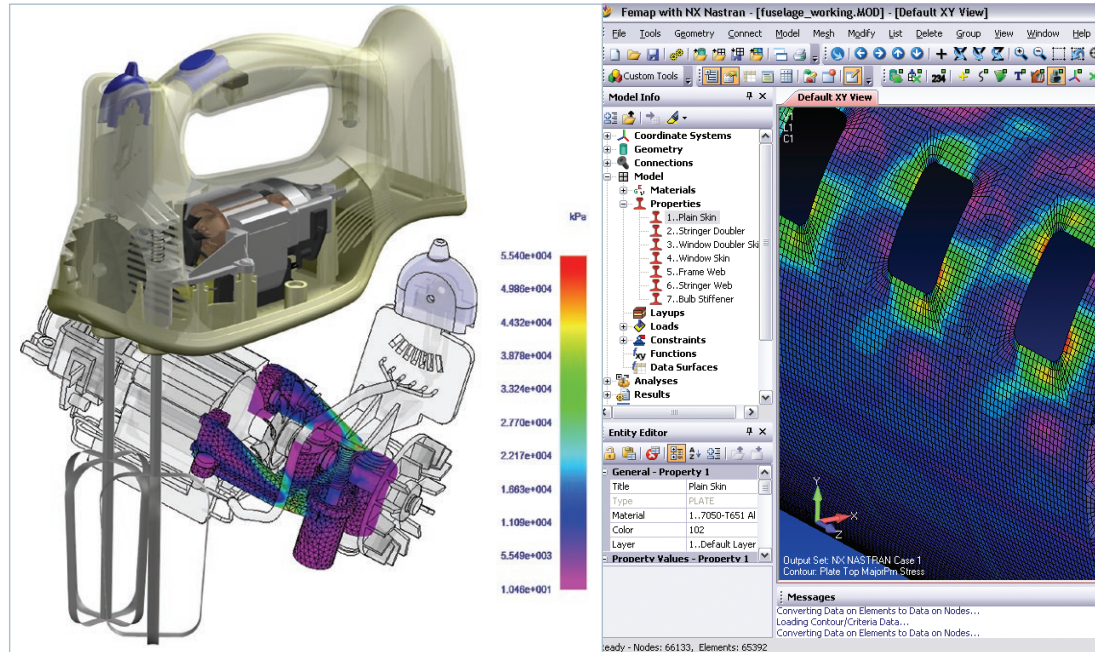 kPa
5.540e+004
4.986e+004
4.432e+004
3.878e+004
3.324e+004
2.770e+004
2.217e+004
1.663e+004
1.109e+004
5.549e+003
1.046e+001
Femap with NX Nastran - [fuselage_working.MOD] - [Default XY View]
File Tools Geometry Connect Model Mesh Modify List Delete Group View Window Help
Custom Tools
Model Info
Default XY View
V1
L1
C1
Coordinate Systems
Geometry
Connections
Model
Materials
Properties
1..Plain Skin
2..Stringer Doubler
3..Window Doubler Ski
4..Window Skin
5..Frame Web
6..Stringer Web
7..Bulb Stiffener
Layups
Loads
Constraints
Functions
Data Surfaces
Analyses
Results
Entity Editor
General - Property 1
Title Plain Skin
Type PLATE
Material 1..7050-T651 Al
Color 102
Layer 1..Default Layer
Property Values - Property 1
Y
X
Z
Output Set: NX NASTRAN Case 1
Contour: Plate Top MajorPrn Stress
Messages
Converting Data on Elements to Data on Nodes...
Loading Contour/Criteria Data...
Converting Data on Elements to Data on Nodes...
eady - Nodes: 66133, Elements: 65392